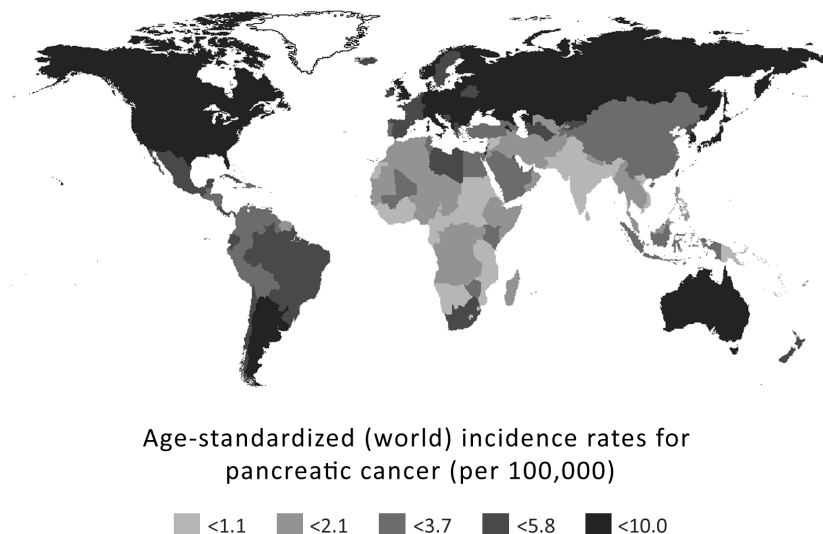 Age-standardized (world) incidence rates for
pancreatic cancer (per 100,000)
<1.1 <2.1 <3.7 <5.8 <10.0